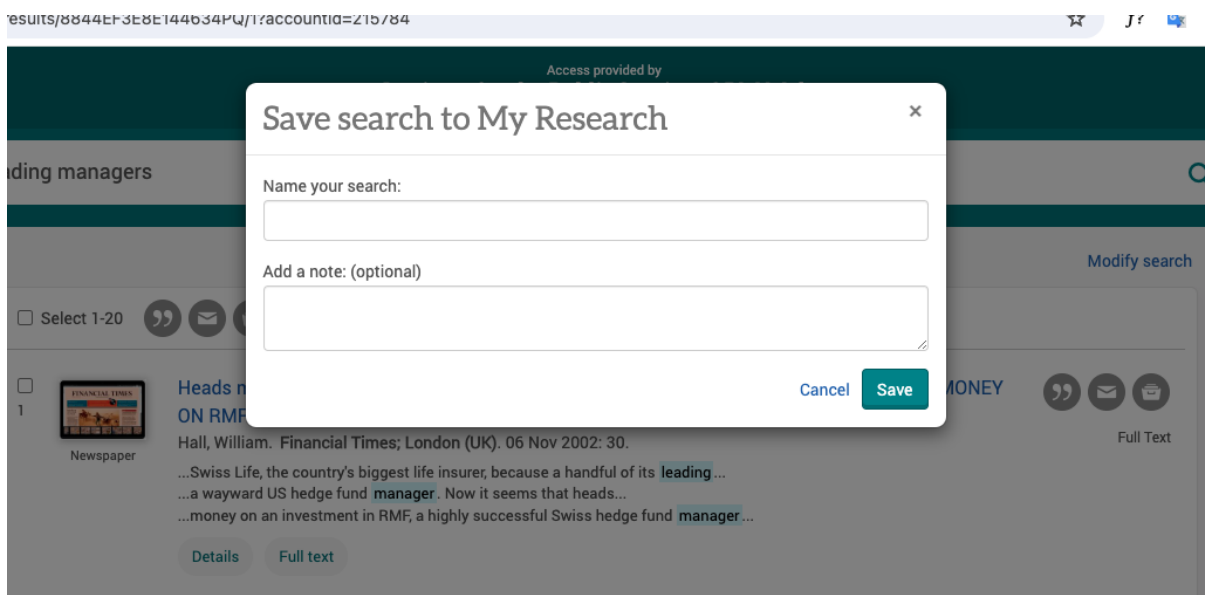 esults/8844EF3E8E144634PQ/1?accountid=215784
Access provided by
Save search to My Research
×
ding managers
Name your search:
Add a note: (optional)
Modify search
Select 1-20
Cancel
Save
1
FINANCIAL TIMES
Heads MONEY
ON RMF
Hall, William. Financial Times; London (UK). 06 Nov 2002: 30.
Full Text
Newspaper
...Swiss Life, the country's biggest life insurer, because a handful of its leading...
...a wayward US hedge fund manager. Now it seems that heads...
...money on an investment in RMF, a highly successful Swiss hedge fund manager...
Details
Full text